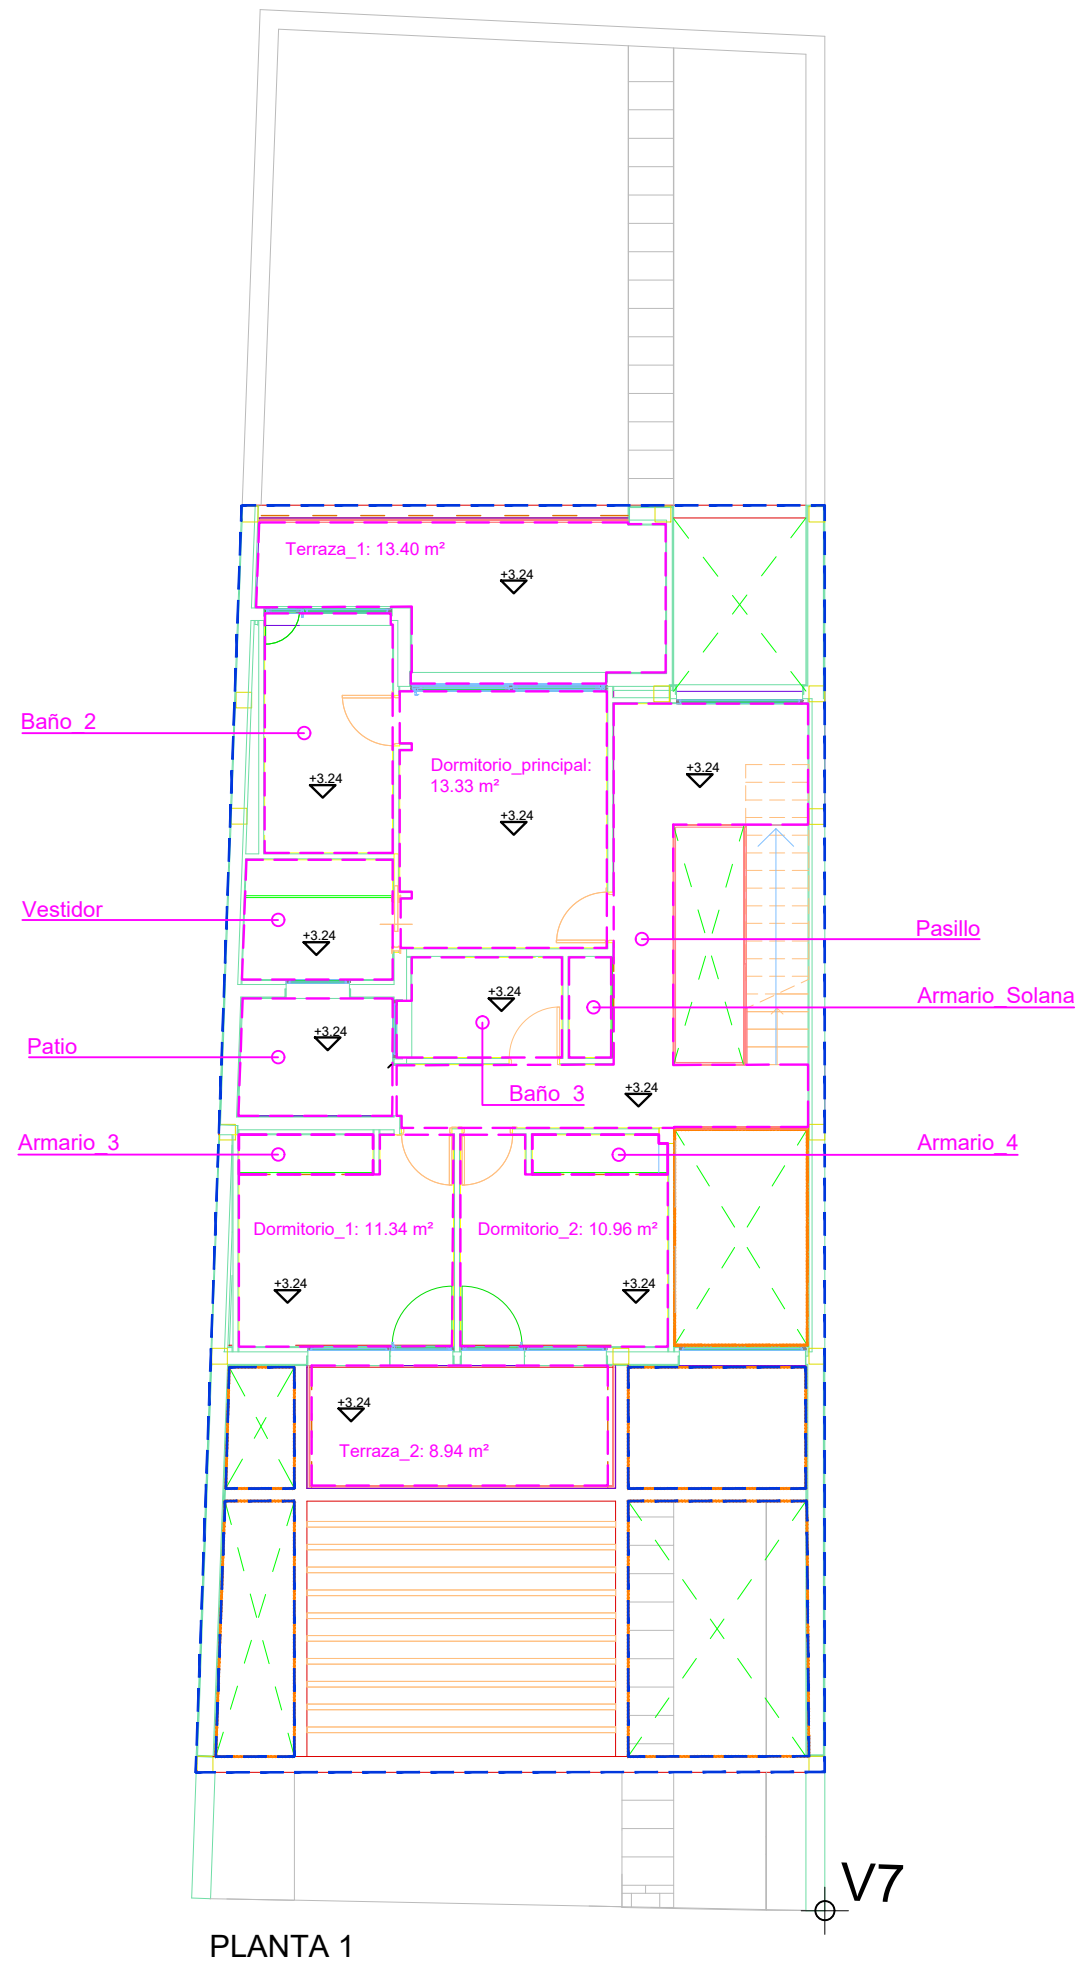 Terraza_1: 13.40 m²
+3.24
Baño_2
Dormitorio_principal:
13.33 m²
+3.24
+3.24
+3.24
Vestidor
+3.24
Pasillo
+3.24
Armario_Solana
Patio
+3.24
Baño_3
+3.24
Armario_3
Armario_4
Dormitorio_1: 11.34 m²
Dormitorio_2: 10.96 m²
+3.24
+3.24
+3.24
Terraza_2: 8.94 m²
V7
PLANTA 1